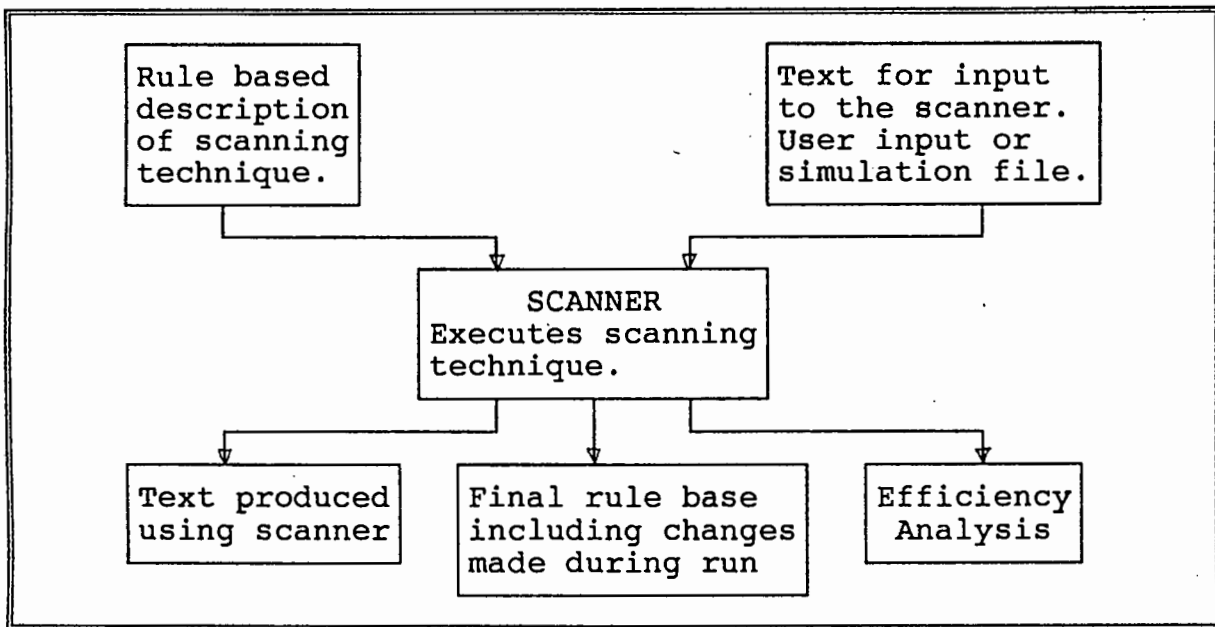 Rule based
description
of scanning
technique.
Text for input
to the scanner.
User input or
simulation file.
SCANNER
Executes scanning
technique.
Text produced
using scanner
Final rule base
including changes
made during run
Efficiency
Analysis